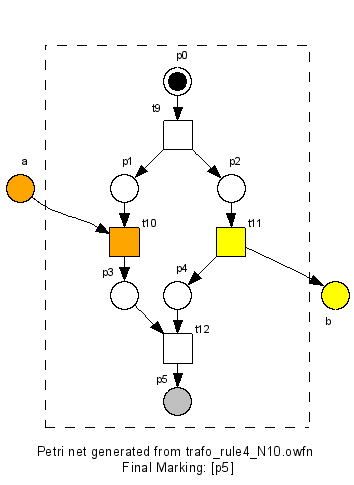 p0
t9
p1
p2
a
t10
t11
p3
p4
b
t12
p5
Petri net generated from trafo_rule4_N10.owfn
Final Marking: [p5]